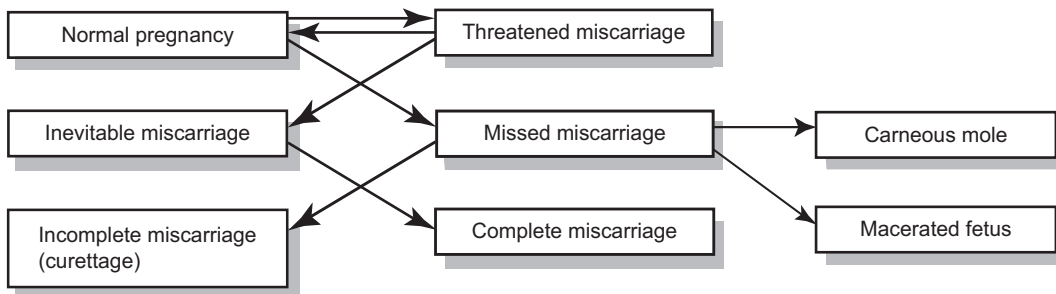 Normal pregnancy
Threatened miscarriage
Inevitable miscarriage
Missed miscarriage
Carneous mole
Incomplete miscarriage
(curettage)
Complete miscarriage
Macerated fetus